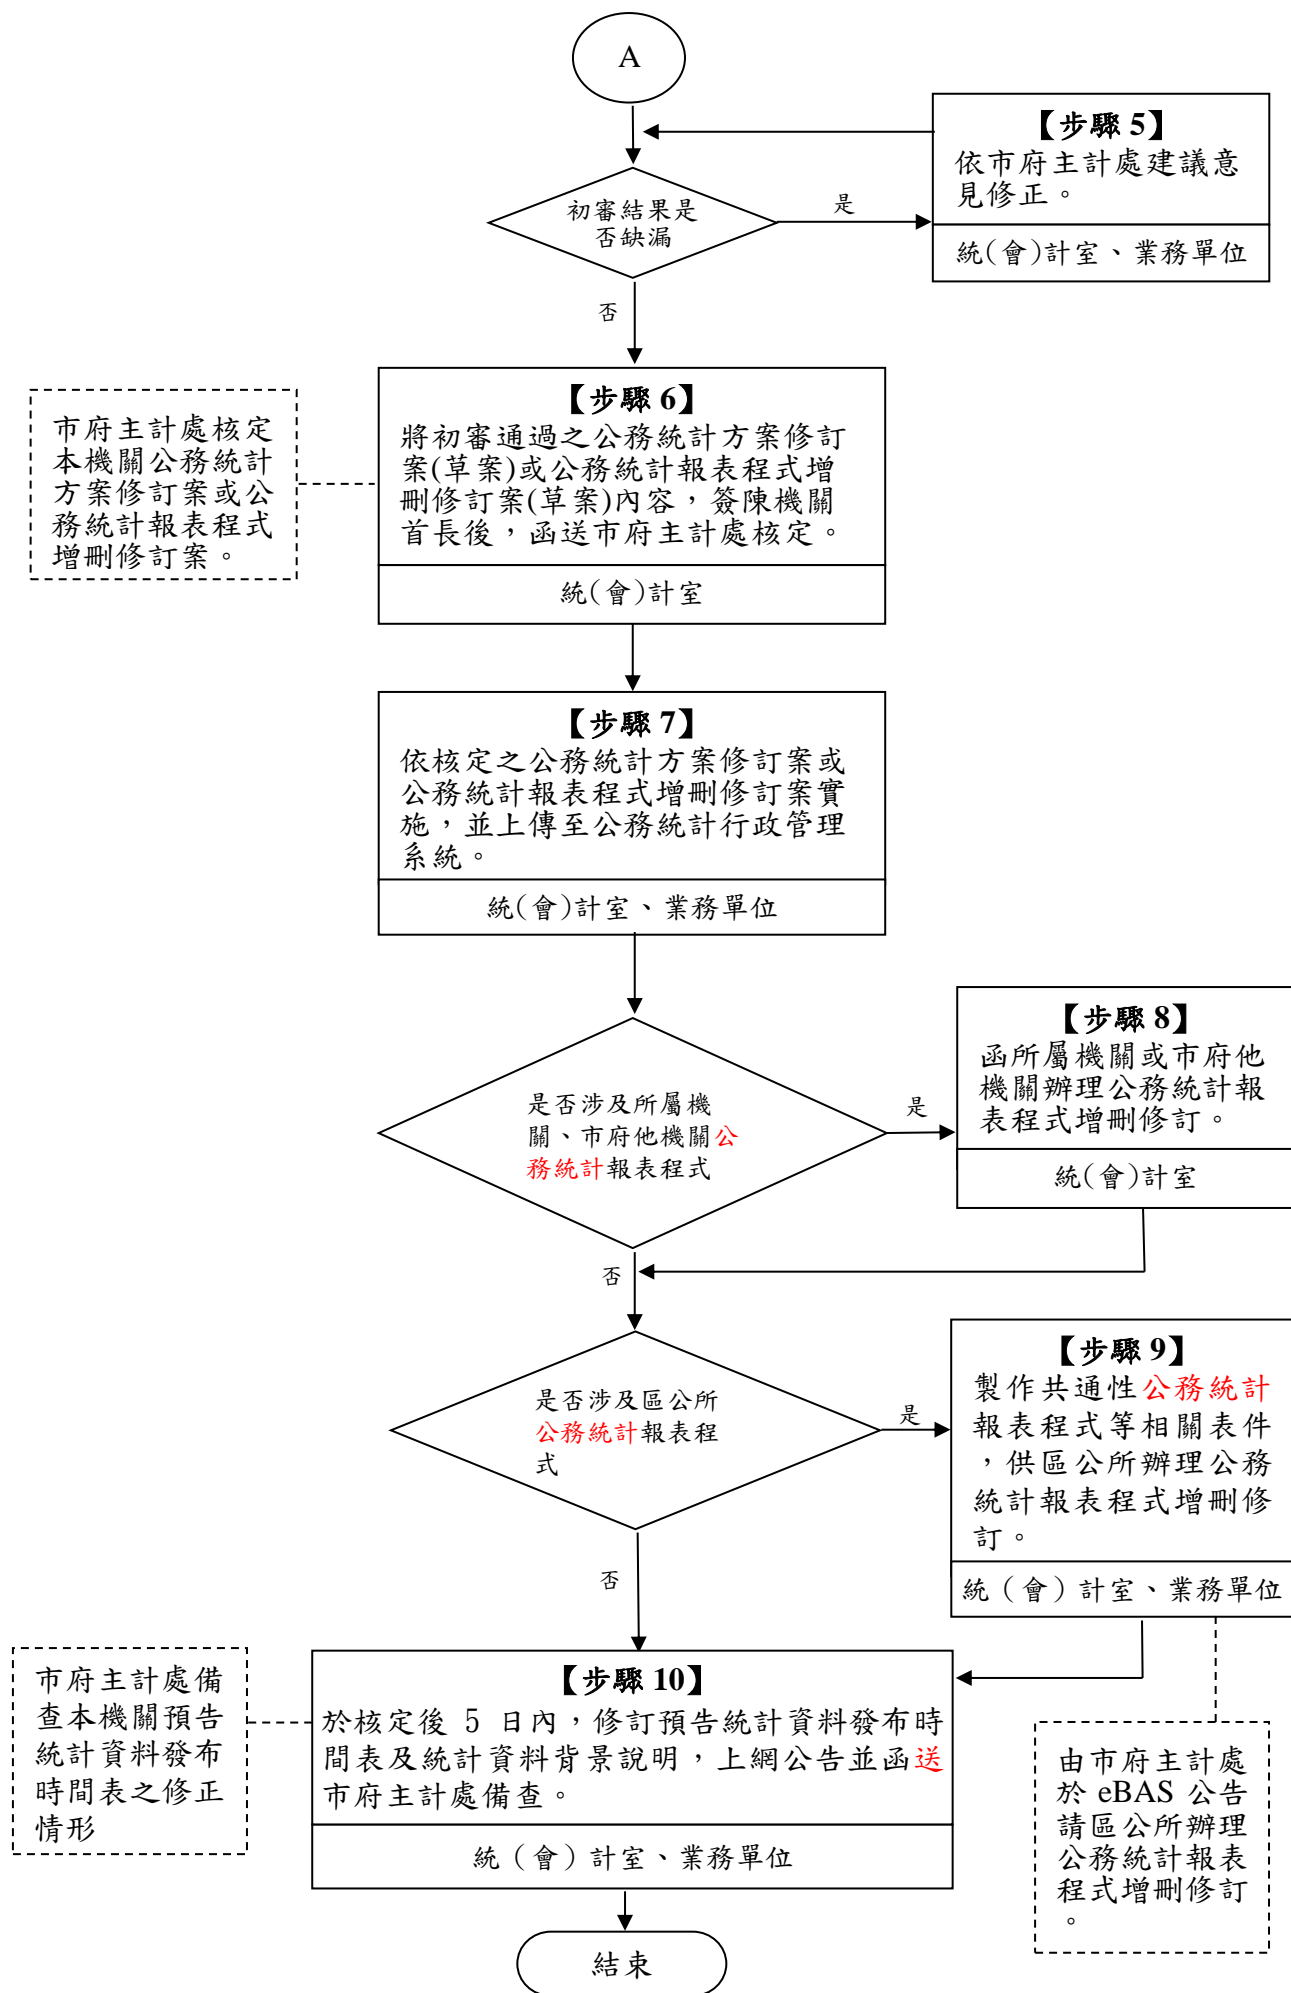 A
【步驟 5】
依市府主計處建議意
見修正。
統(會)計室、業務單位
初審結果是
否缺漏
是
否
【步驟 6】
將初審通過之公務統計方案修訂
案(草案)或公務統計報表程式增
刪修訂案(草案)內容，簽陳機關
首長後，函送市府主計處核定。
統(會)計室
市府主計處核定
本機關公務統計
方案修訂案或公
務統計報表程式
增刪修訂案。
【步驟 7】
依核定之公務統計方案修訂案或
公務統計報表程式增刪修訂案實
施，並上傳至公務統計行政管理
系統。
統(會)計室、業務單位
是否涉及所屬機
關、市府他機關公
務統計報表程式
是
否
【步驟 8】
函所屬機關或市府他
機關辦理公務統計報
表程式增刪修訂。
統(會)計室
是否涉及區公所
公務統計報表程
式
是
否
【步驟 9】
製作共通性公務統計
報表程式等相關表件
，供區公所辦理公務
統計報表程式增刪修
訂。
統（會）計室、業務單位
【步驟 10】
於核定後 5 日內，修訂預告統計資料發布時
間表及統計資料背景說明，上網公告並函送
市府主計處備查。
統（會）計室、業務單位
市府主計處備
查本機關預告
統計資料發布
時間表之修正
情形
由市府主計處
於 eBAS 公告
請區公所辦理
公務統計報表
程式增刪修訂
。
結束